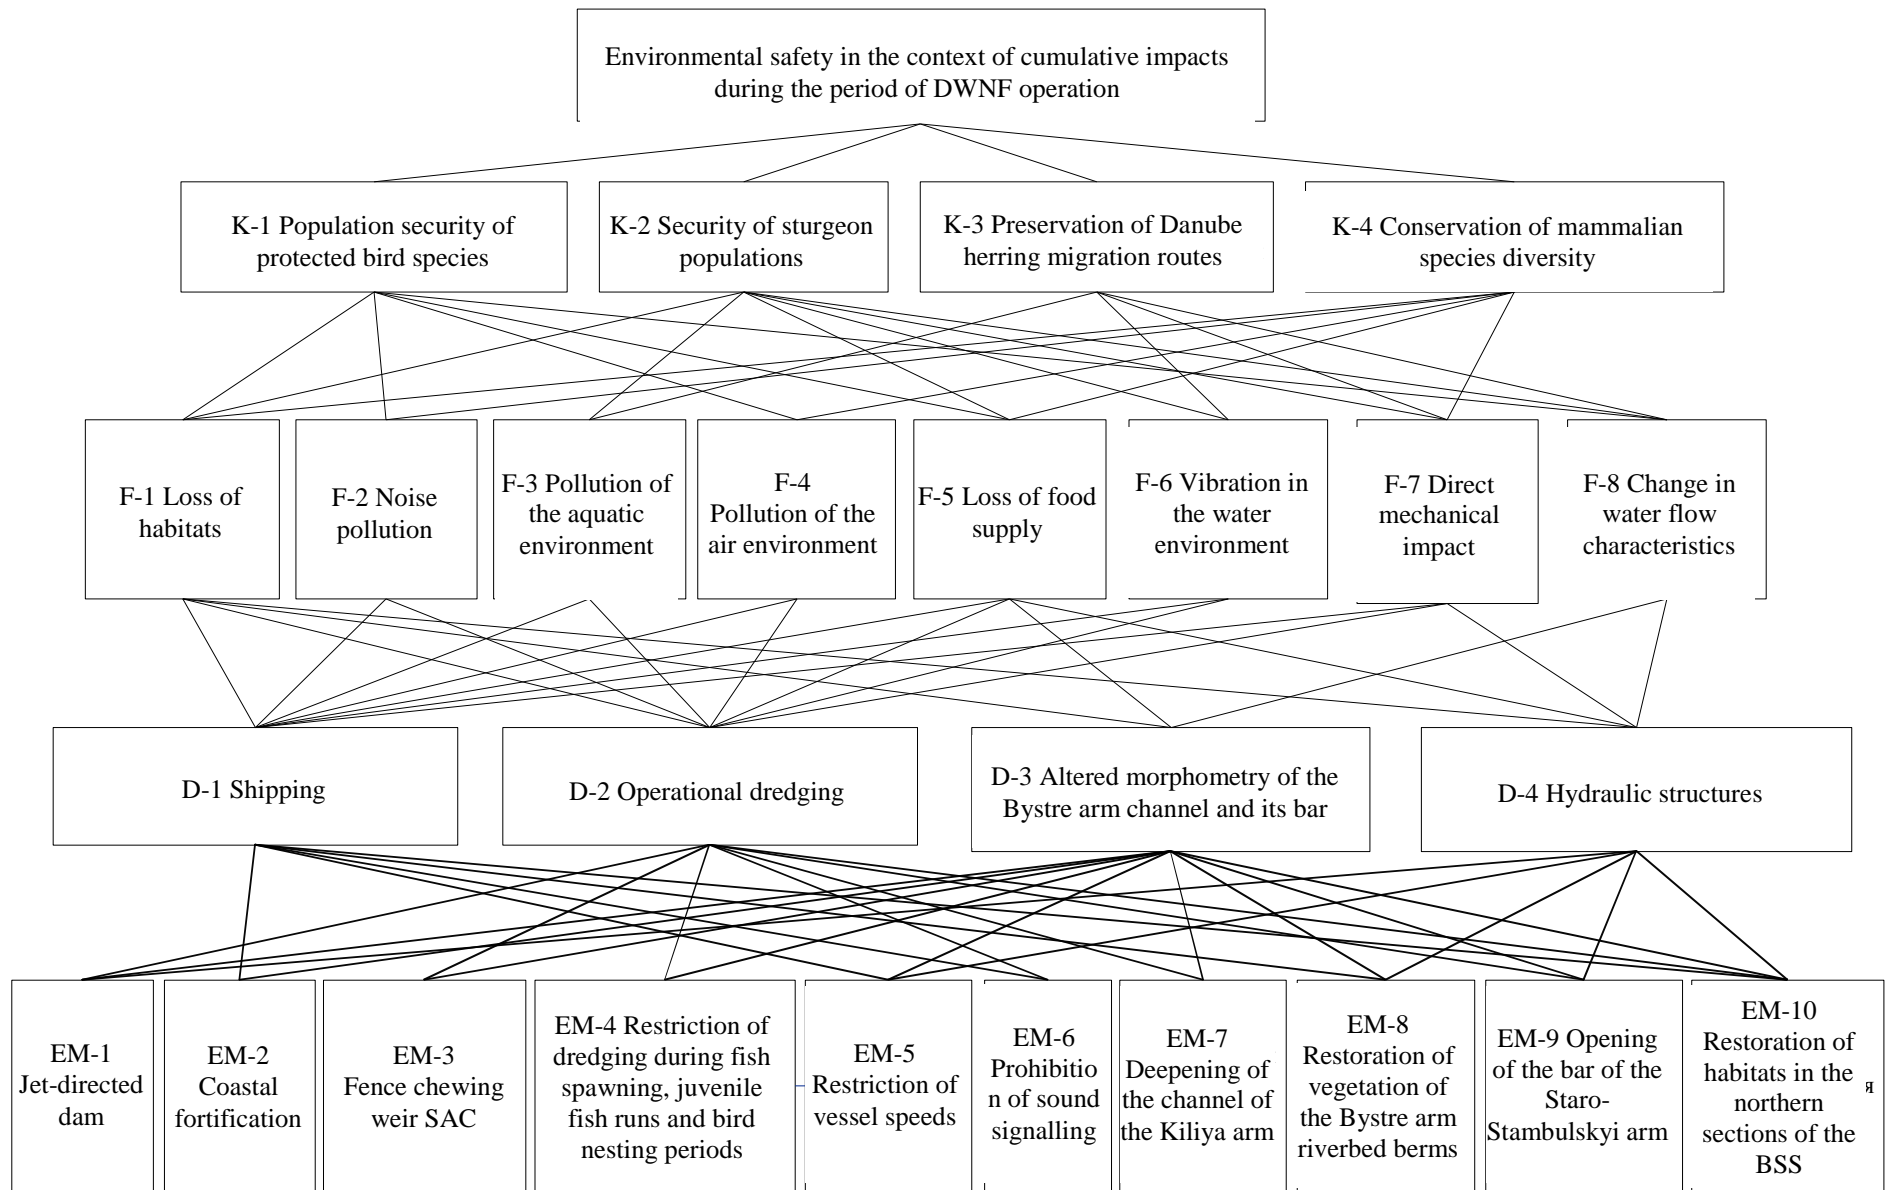 Environmental safety in the context of cumulative impacts
during the period of DWNF operation
K-1 Population security of
protected bird species
K-2 Security of sturgeon
populations
K-3 Preservation of Danube
herring migration routes
K-4 Conservation of mammalian
species diversity
F-1 Loss of
habitats
F-2 Noise
pollution
F-3 Pollution of
the aquatic
environment
F-4
Pollution of the
air environment
F-5 Loss of food
supply
F-6 Vibration in
the water
environment
F-7 Direct
mechanical
impact
F-8 Change in
water flow
characteristics
D-1 Shipping
D-2 Operational dredging
D-3 Altered morphometry of the
Bystre arm channel and its bar
D-4 Hydraulic structures
EM-1
Jet-directed
dam
EM-2
Coastal
fortification
EM-3
Fence chewing
weir SAC
EM-4 Restriction of
dredging during fish
spawning, juvenile
fish runs and bird
nesting periods
EM-5
Restriction of
vessel speeds
EM-6
Prohibitio
n of sound
signalling
EM-7
Deepening of
the channel of
the Kiliya arm
EM-8
Restoration of
vegetation of
the Bystre arm
riverbed berms
EM-9 Opening
of the bar of the
Staro-
Stambulskyi arm
EM-10
Restoration of
habitats in the
northern
sections of the
BSS
я